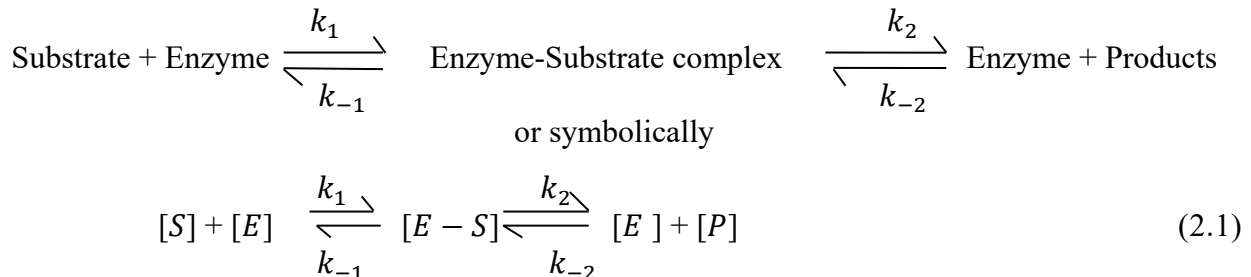 k₁ k₂
Substrate + Enzyme ⇌ Enzyme-Substrate complex ⇌ Enzyme + Products
k₋₁ k₋₂
or symbolically
k₁ k₂
[S] + [E] ⇌ [E − S] ⇌ [E ] + [P] (2.1)
k₋₁ k₋₂